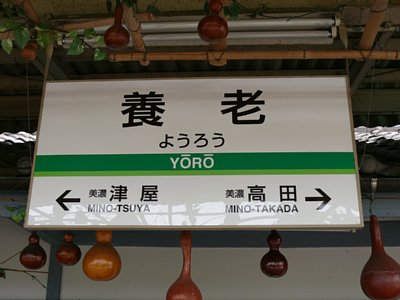 養老
ようろう
YŌRŌ
← 美濃津屋 美濃高田 →
MINO-TSUYA MINO-TAKADA